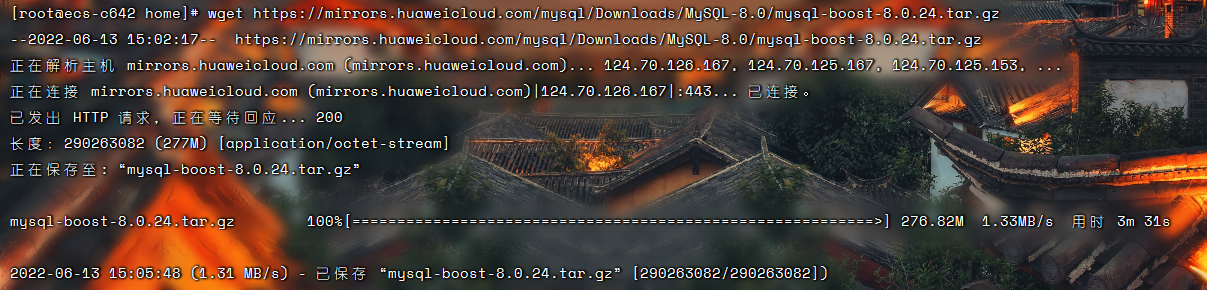 [root@ecs-c642 home]# wget https://mirrors.huaweicloud.com/mysql/Downloads/MySQL-8.0/mysql-boost-8.0.24.tar.gz
--2022-06-13 15:02:17--  https://mirrors.huaweicloud.com/mysql/Downloads/MySQL-8.0/mysql-boost-8.0.24.tar.gz
正在解析主机 mirrors.huaweicloud.com (mirrors.huaweicloud.com)... 124.70.126.167, 124.70.125.167, 124.70.125.153, ...
正在连接 mirrors.huaweicloud.com (mirrors.huaweicloud.com)|124.70.126.167|:443... 已连接。
已发出 HTTP 请求，正在等待回应... 200
长度：290263082 (277M) [application/octet-stream]
正在保存至: “mysql-boost-8.0.24.tar.gz”
mysql-boost-8.0.24.tar.gz        100%[==========================================================>] 276.82M  1.33MB/s  用时 3m 31s
2022-06-13 15:05:48 (1.31 MB/s) - 已保存 “mysql-boost-8.0.24.tar.gz” [290263082/290263082])